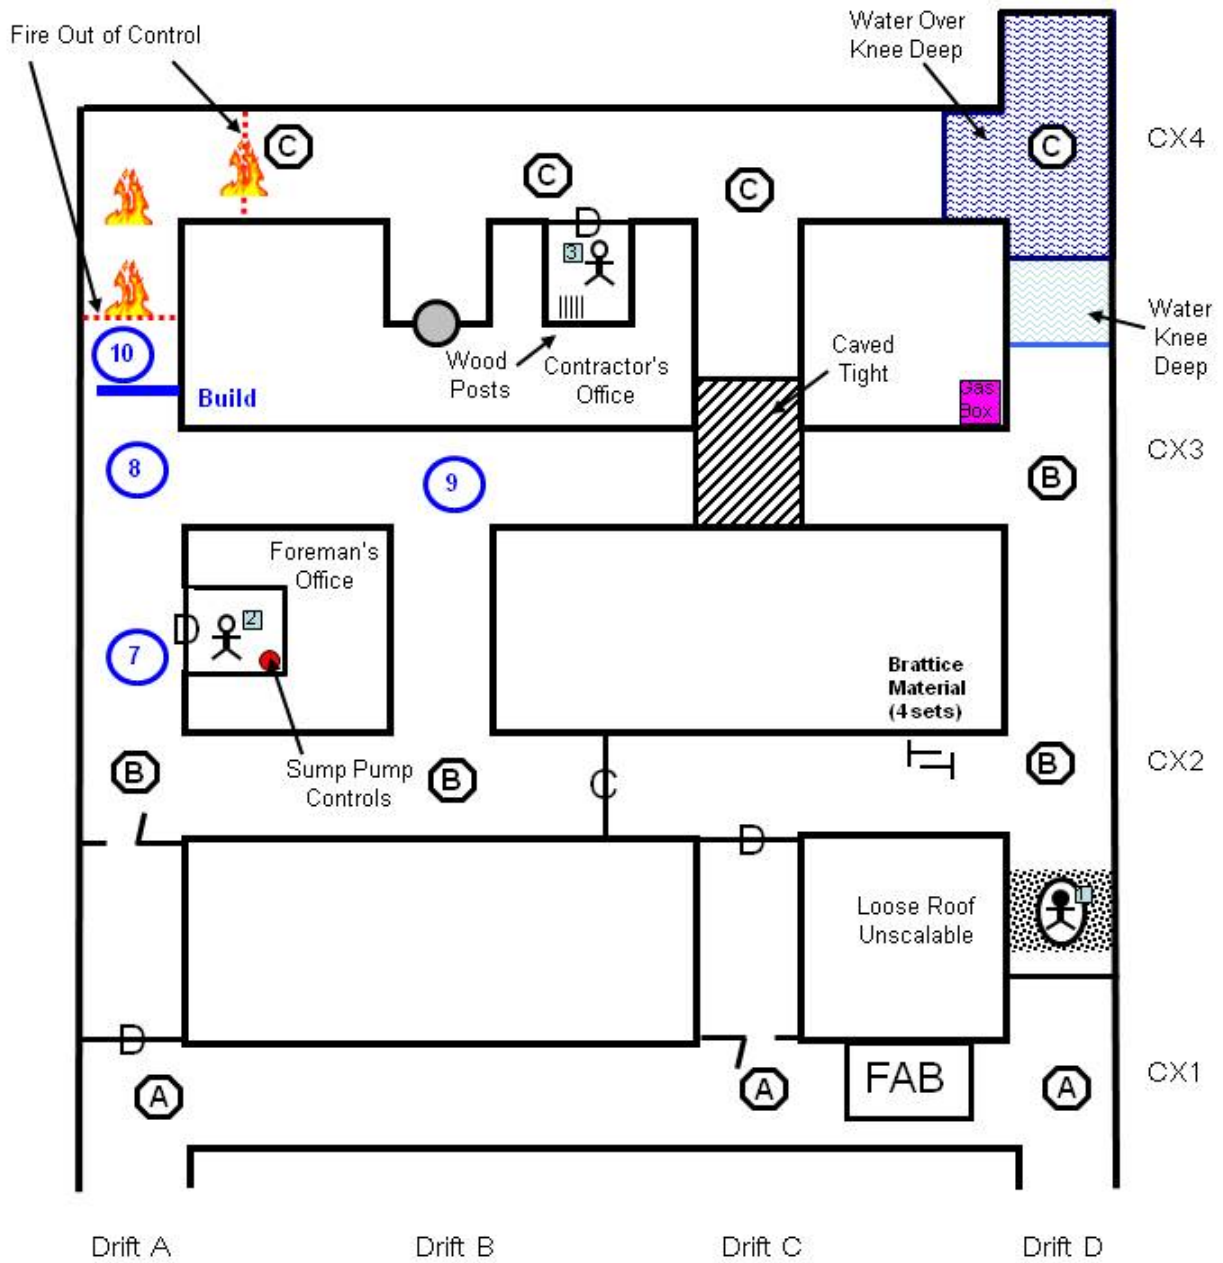 Fire Out of Control
Water Over
Knee Deep
C
C
C
C
CX4
D
3
10
Water
Knee
Deep
Wood
Posts
Contractor's
Office
Caved
Tight
Build
Gas
Box
CX3
8
9
B
Foreman's
Office
2
D
7
Brattice
Material
(4 sets)
B
Sump Pump
Controls
B
C
B
CX2
D
1
Loose Roof
Unscalable
D
A
A
FAB
A
CX1
Drift A
Drift B
Drift C
Drift D